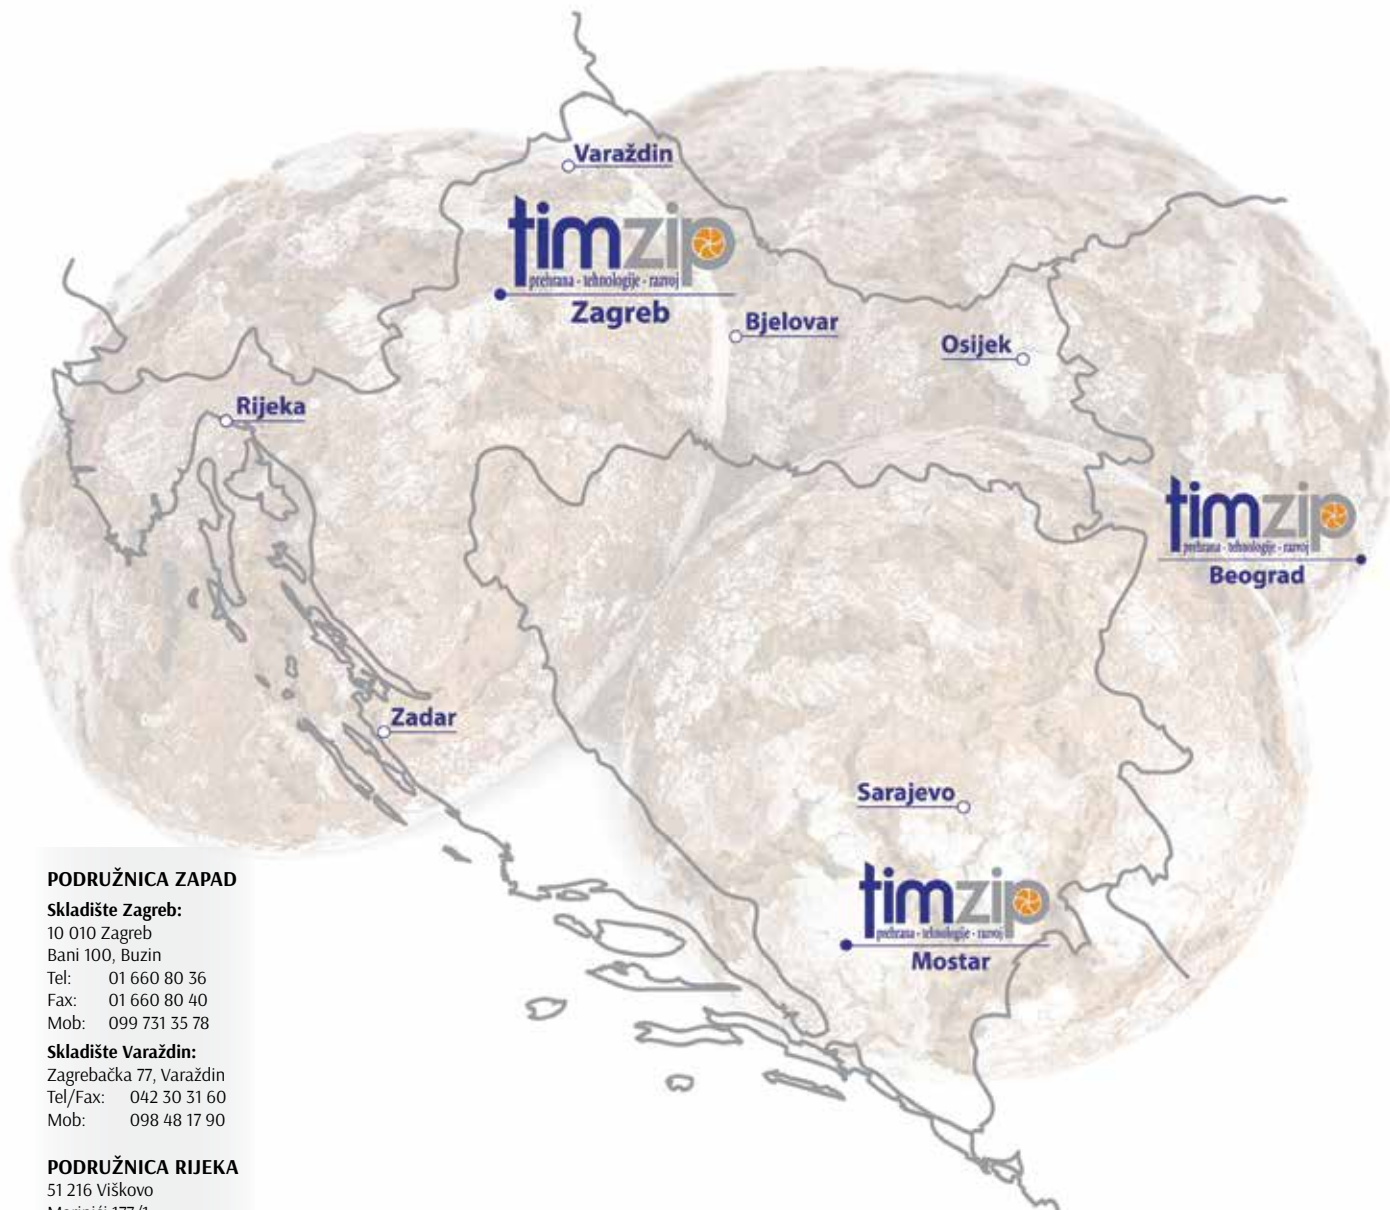 Varaždin
timzip
prehrana - tehnologije - razvoj
Zagreb
Bjelovar
Osijek
Rijeka
timzip
prehrana - tehnologije - razvoj
Beograd
Zadar
Sarajevo
timzip
prehrana - tehnologije - razvoj
Mostar
PODRUŽNICA ZAPAD
Skladište Zagreb:
10 010 Zagreb
Bani 100, Buzin
Tel: 01 660 80 36
Fax: 01 660 80 40
Mob: 099 731 35 78
Skladište Varaždin:
Zagrebačka 77, Varaždin
Tel/Fax: 042 30 31 60
Mob: 098 48 17 90
PODRUŽNICA RIJEKA
51 216 Viškovo